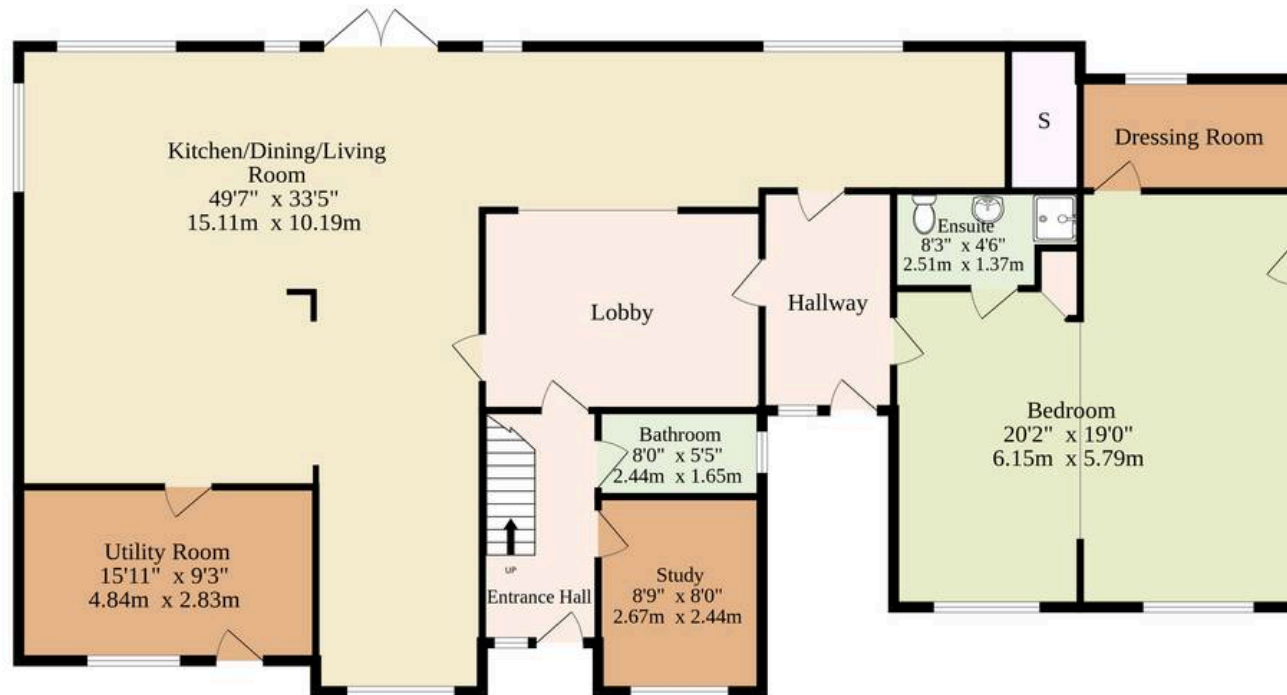 Kitchen/Dining/Living
Room
49'7" x 33'5"
15.11m x 10.19m
S
Dressing Room
Ensuite
8'3" x 4'6"
2.51m x 1.37m
Lobby
Hallway
Bedroom
20'2" x 19'0"
6.15m x 5.79m
Bathroom
8'0" x 5'5"
2.44m x 1.65m
Utility Room
15'11" x 9'3"
4.84m x 2.83m
UP
Entrance Hall
Study
8'9" x 8'0"
2.67m x 2.44m